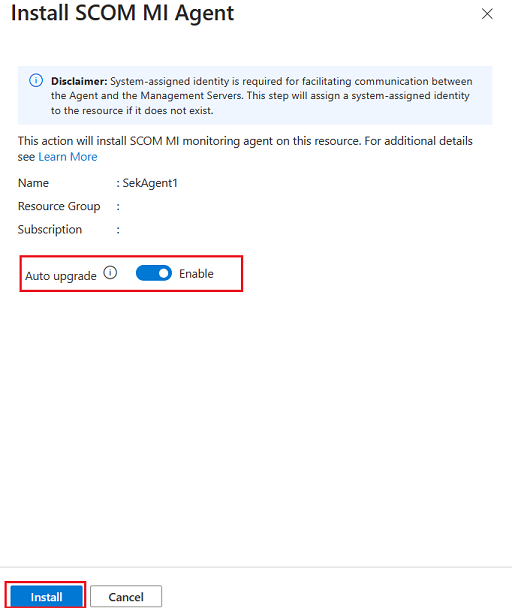 Install SCOM MI Agent
Disclaimer: System-assigned identity is required for facilitating communication between
the Agent and the Management Servers. This step will assign a system-assigned identity
to the resource if it does not exist.
This action will install SCOM MI monitoring agent on this resource. For additional details
see Learn More
Name : SekAgent1
Resource Group :
Subscription :
Auto upgrade Enable
Install Cancel